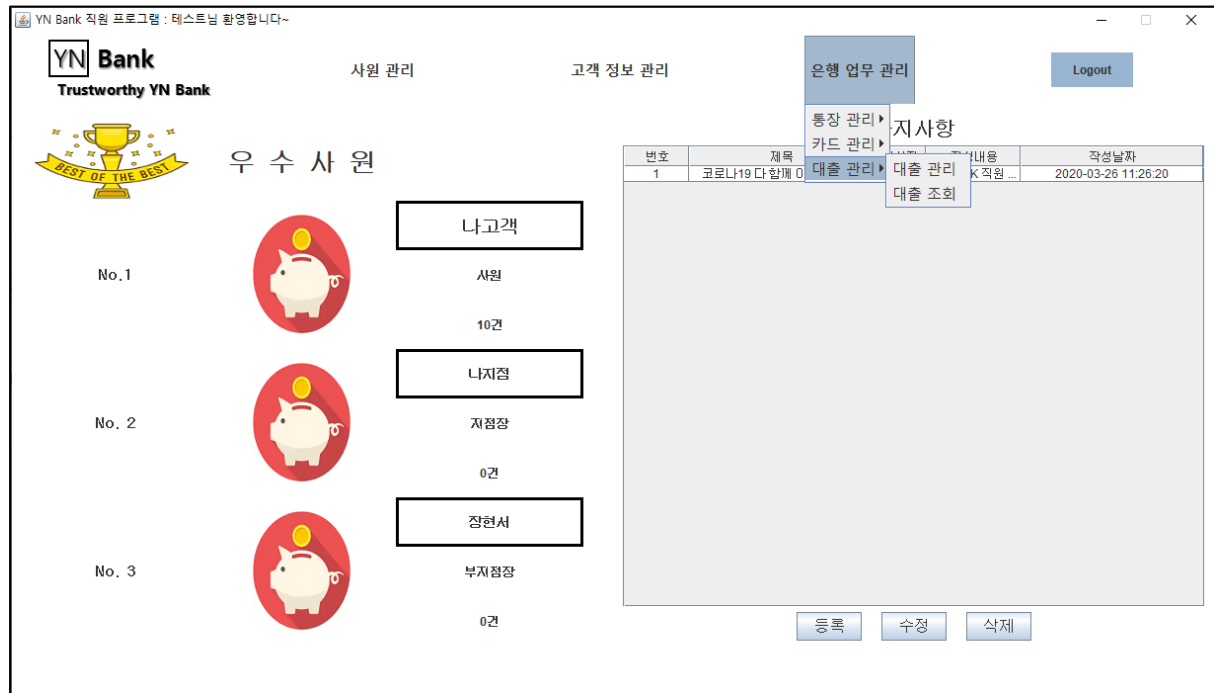 YN Bank 직원 프로그램 : 테스트님 환영합니다~
YN Bank
Trustworthy YN Bank
사원 관리
고객 정보 관리
은행 업무 관리
Logout
통장 관리
카드 관리
대출 관리
대출 관리
대출 조회
BEST OF THE BEST
우 수 사 원
No.1
나고객
사원
10건
No. 2
나지점
지점장
0건
No. 3
장현서
부지점장
0건
지사항
번호 제목 내용 작성날짜
1 코로나19 다 함께 K 직원 ... 2020-03-26 11:26:20
등록 수정 삭제